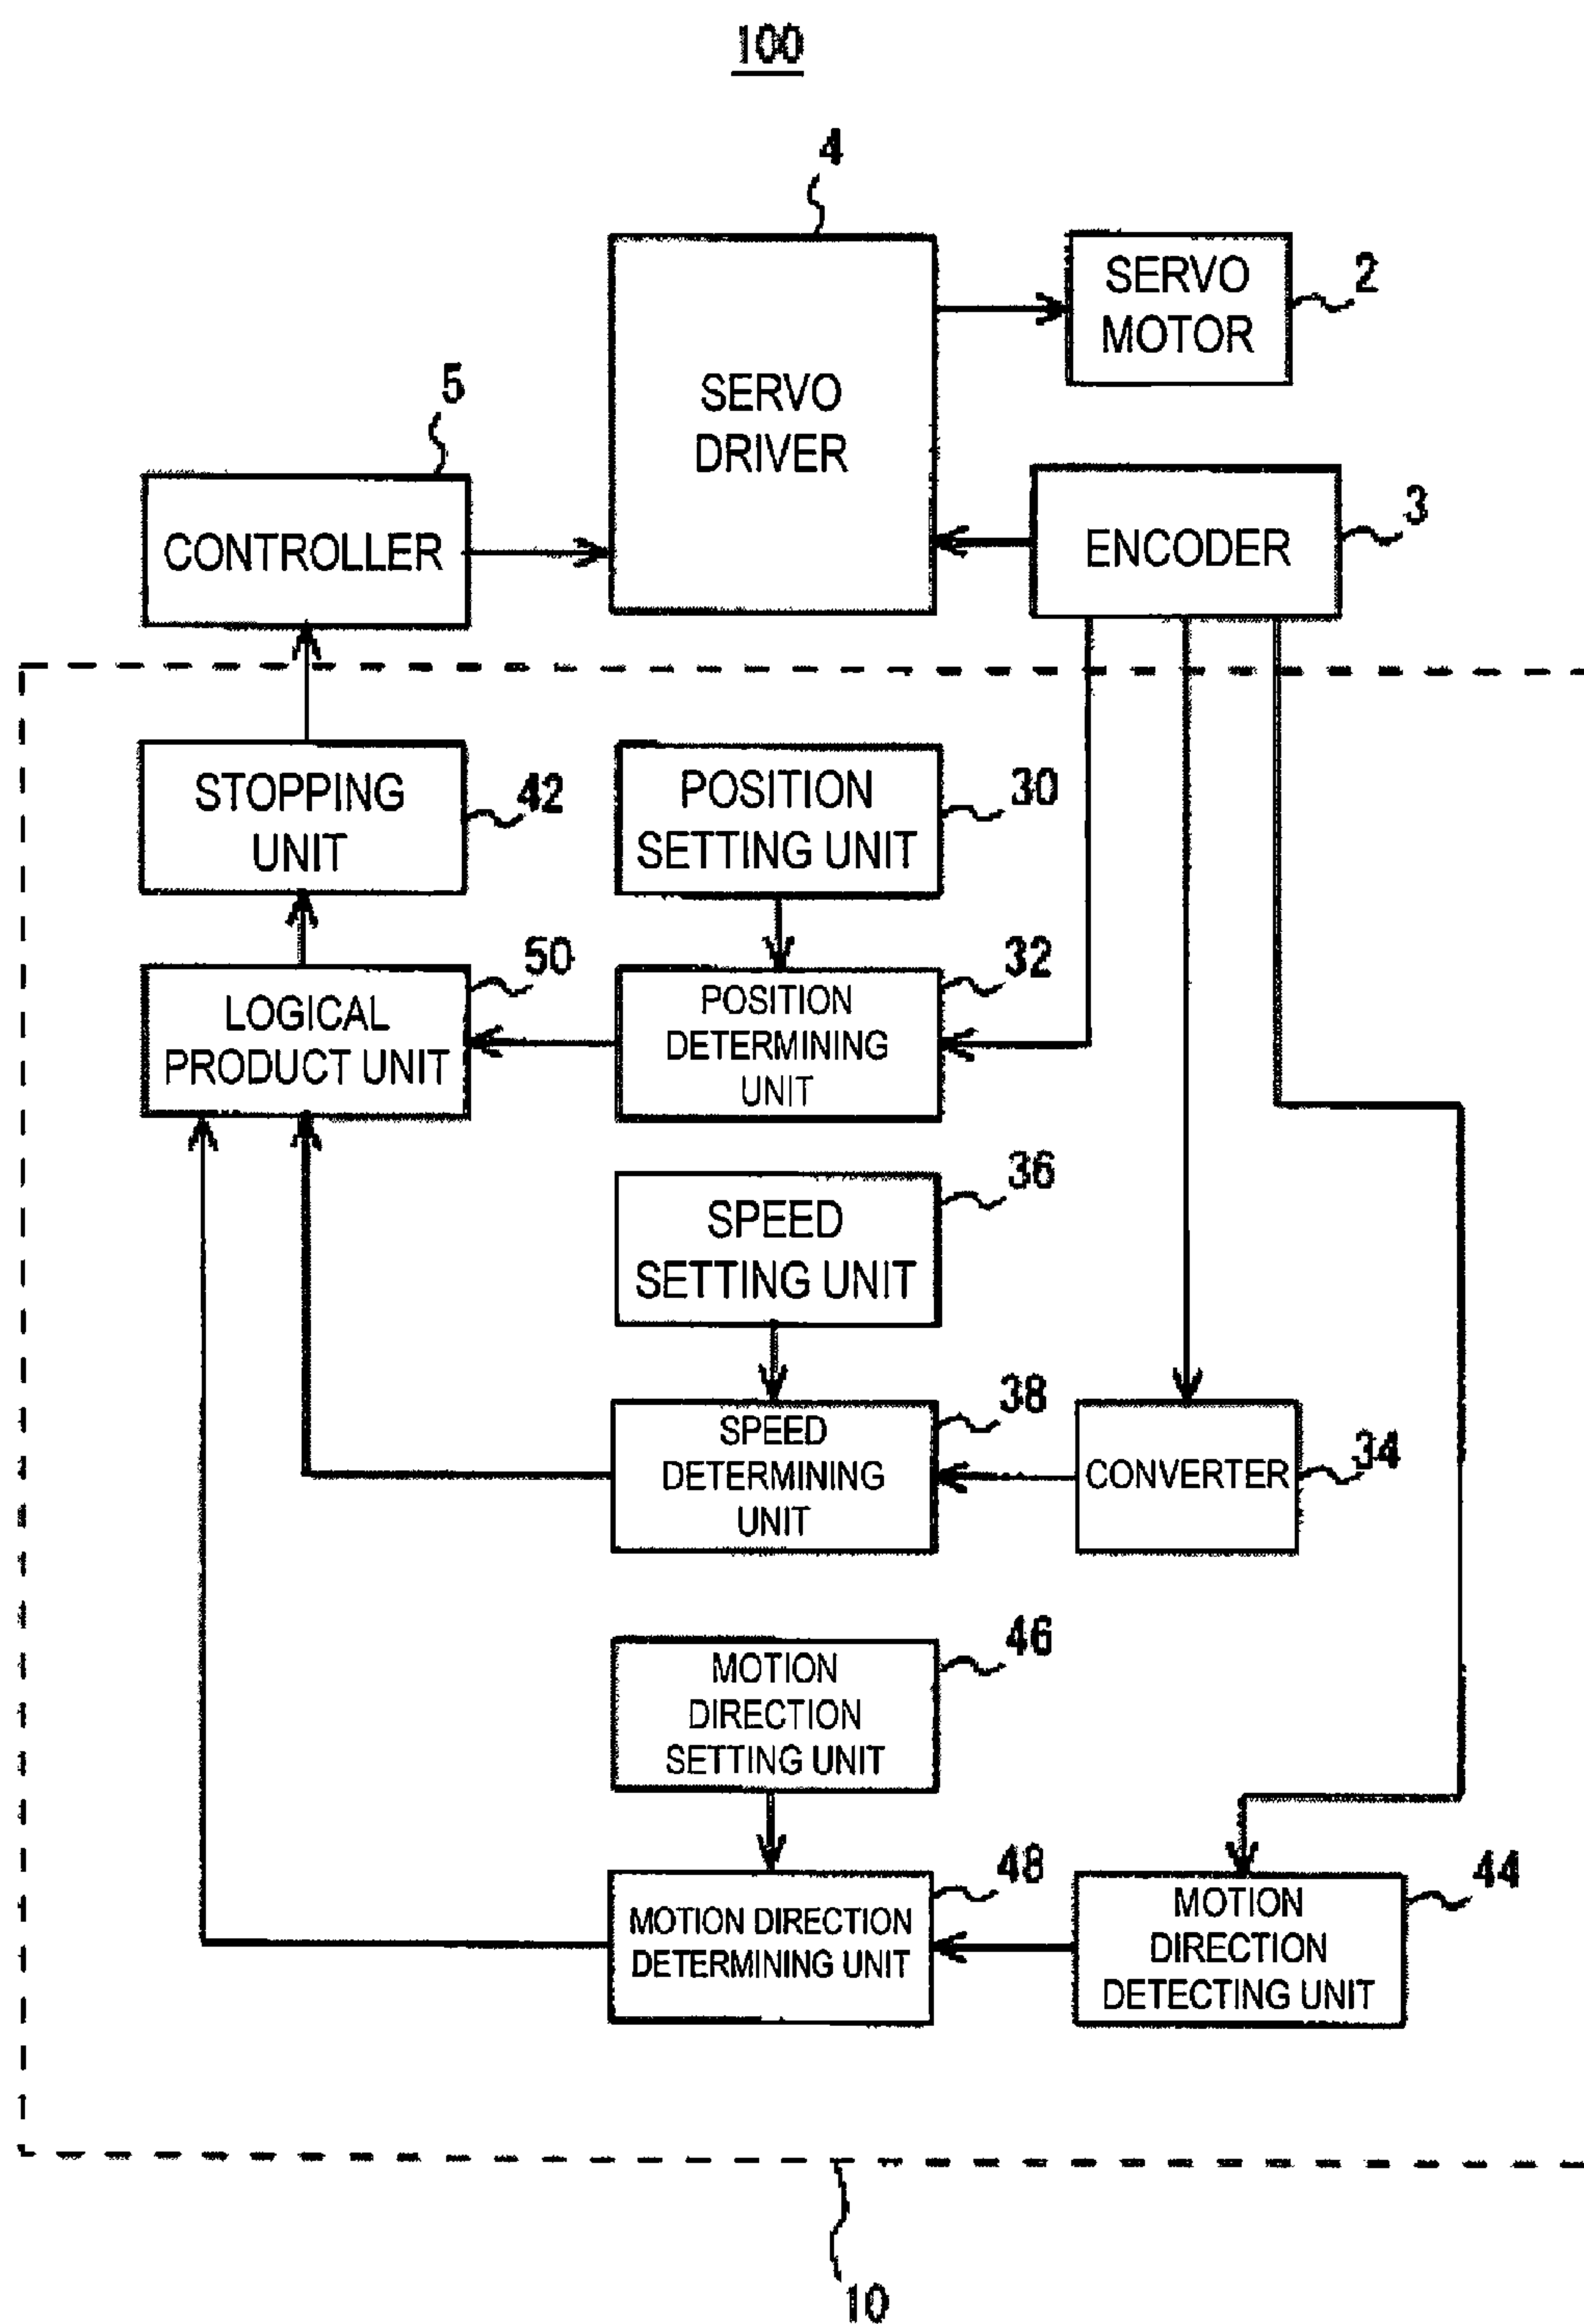 100
4
SERVO
MOTOR
2
5
SERVO
DRIVER
CONTROLLER
ENCODER
3
STOPPING
UNIT
42
POSITION
SETTING UNIT
30
LOGICAL
PRODUCT UNIT
50
POSITION
DETERMINING
UNIT
32
SPEED
SETTING UNIT
36
SPEED
DETERMINING
UNIT
38
CONVERTER
34
MOTION
DIRECTION
SETTING UNIT
46
MOTION DIRECTION
DETERMINING UNIT
48
MOTION
DIRECTION
DETECTING UNIT
44
10